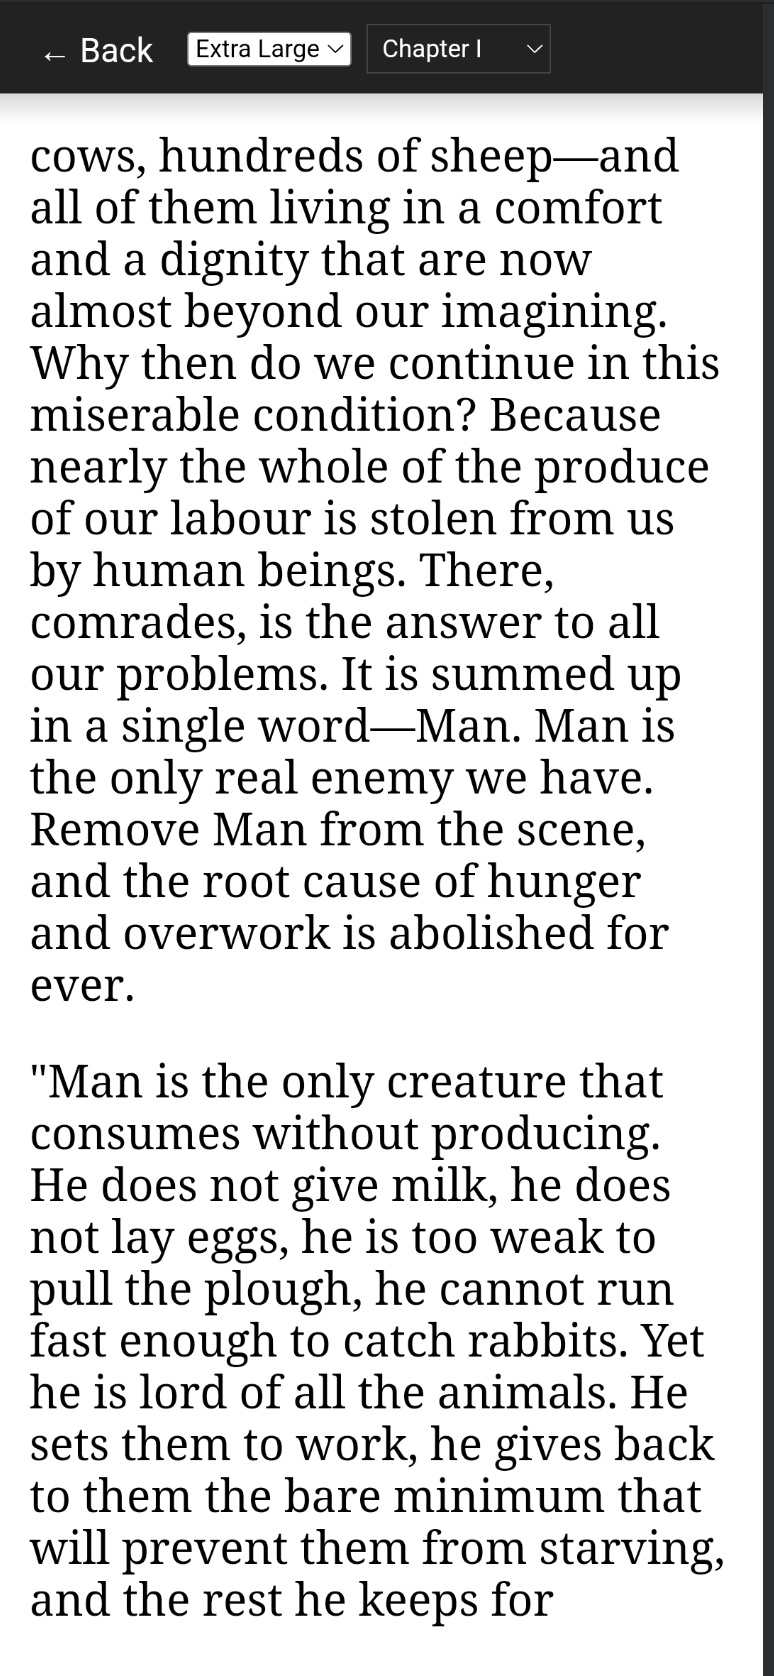 ← Back
Extra Large
Chapter I
cows, hundreds of sheep—and
all of them living in a comfort
and a dignity that are now
almost beyond our imagining.
Why then do we continue in this
miserable condition? Because
nearly the whole of the produce
of our labour is stolen from us
by human beings. There,
comrades, is the answer to all
our problems. It is summed up
in a single word—Man. Man is
the only real enemy we have.
Remove Man from the scene,
and the root cause of hunger
and overwork is abolished for
ever.
"Man is the only creature that
consumes without producing.
He does not give milk, he does
not lay eggs, he is too weak to
pull the plough, he cannot run
fast enough to catch rabbits. Yet
he is lord of all the animals. He
sets them to work, he gives back
to them the bare minimum that
will prevent them from starving,
and the rest he keeps for